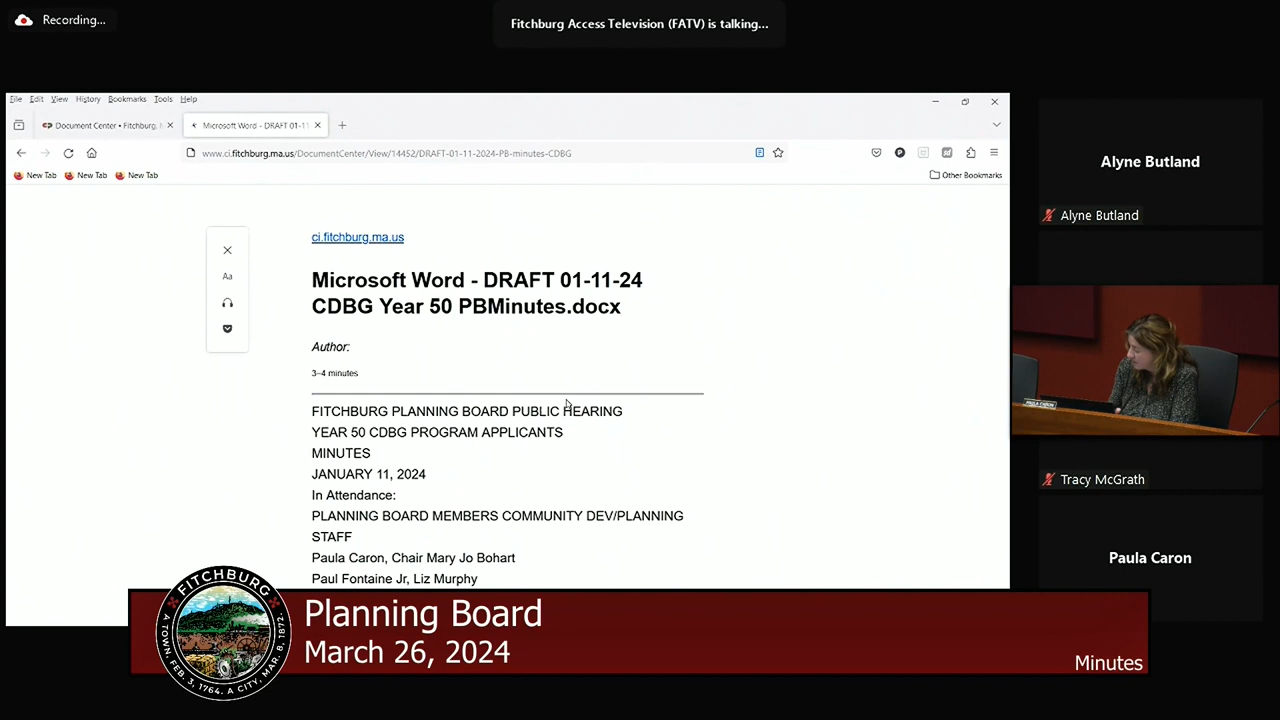 Recording...
Fitchburg Access Television (FATV) is talking...
File Edit View History Bookmarks Tools Help
Document Center • Fitchburg, M
Microsoft Word - DRAFT 01-11
www.ci.fitchburg.ma.us/DocumentCenter/View/14452/DRAFT-01-11-2024-PB-minutes-CDBG
New Tab New Tab New Tab
Other Bookmarks
Aa
ci.fitchburg.ma.us
Microsoft Word - DRAFT 01-11-24
CDBG Year 50 PBMinutes.docx
Author:
3–4 minutes
FITCHBURG PLANNING BOARD PUBLIC HEARING
YEAR 50 CDBG PROGRAM APPLICANTS
MINUTES
JANUARY 11, 2024
In Attendance:
PLANNING BOARD MEMBERS COMMUNITY DEV/PLANNING
STAFF
Paula Caron, Chair Mary Jo Bohart
Paul Fontaine Jr, Liz Murphy
Alyne Butland
Alyne Butland
PAULA CARON
Tracy McGrath
Paula Caron
FITCHBURG
A TOWN, FEB. 3, 1764. A CITY, MAR. 8, 1872.
Planning Board
March 26, 2024
Minutes